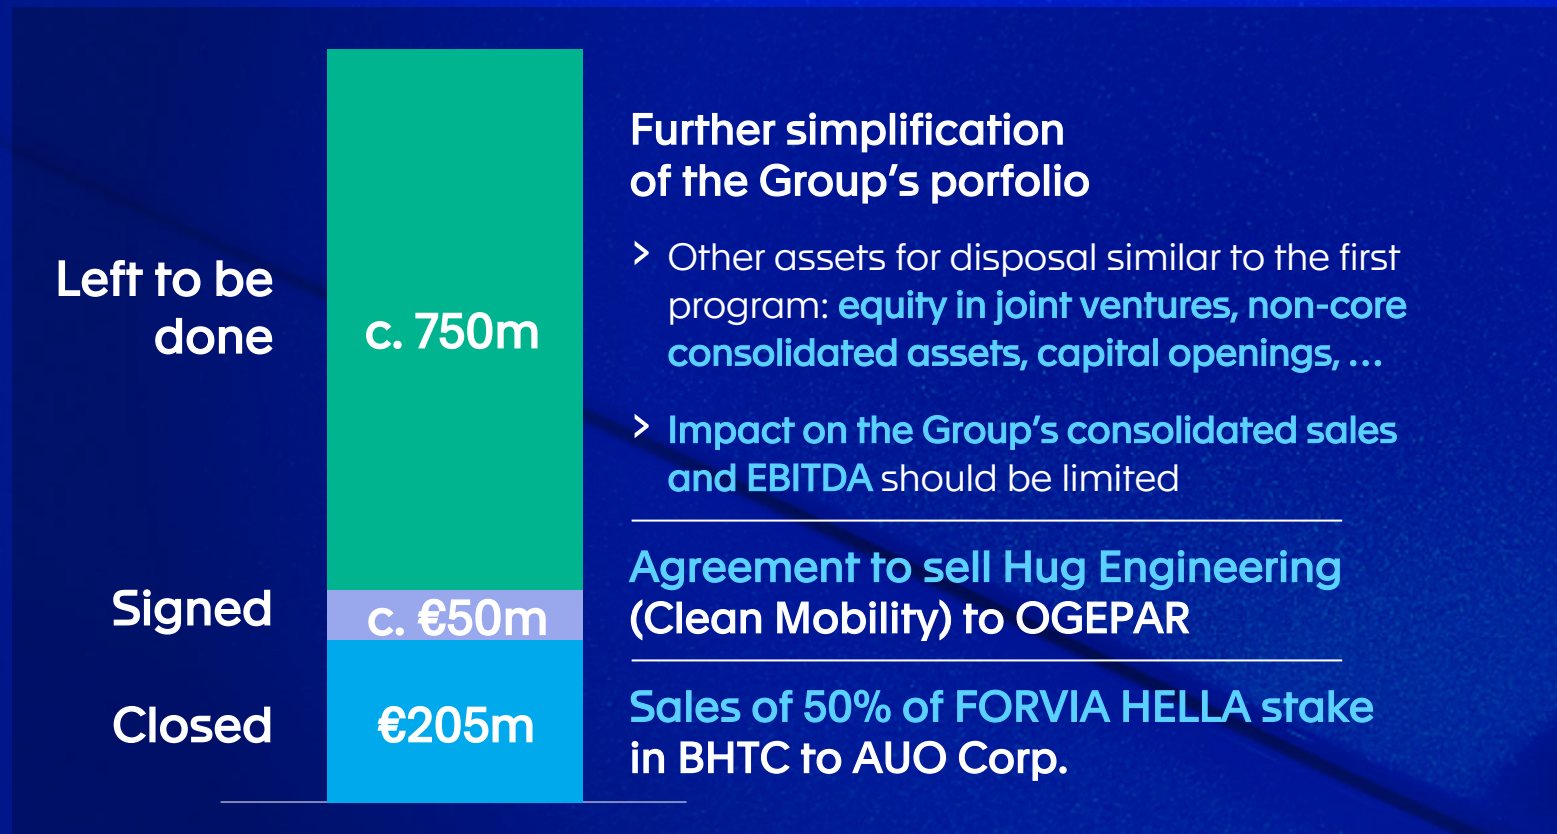 Left to be
done
c. 750m
Further simplification
of the Group's porfolio
> Other assets for disposal similar to the first
program: equity in joint ventures, non-core
consolidated assets, capital openings, ...
> Impact on the Group's consolidated sales
and EBITDA should be limited
Signed
c. €50m
Agreement to sell Hug Engineering
(Clean Mobility) to OGEPAR
Closed
€205m
Sales of 50% of FORVIA HELLA stake
in BHTC to AUO Corp.